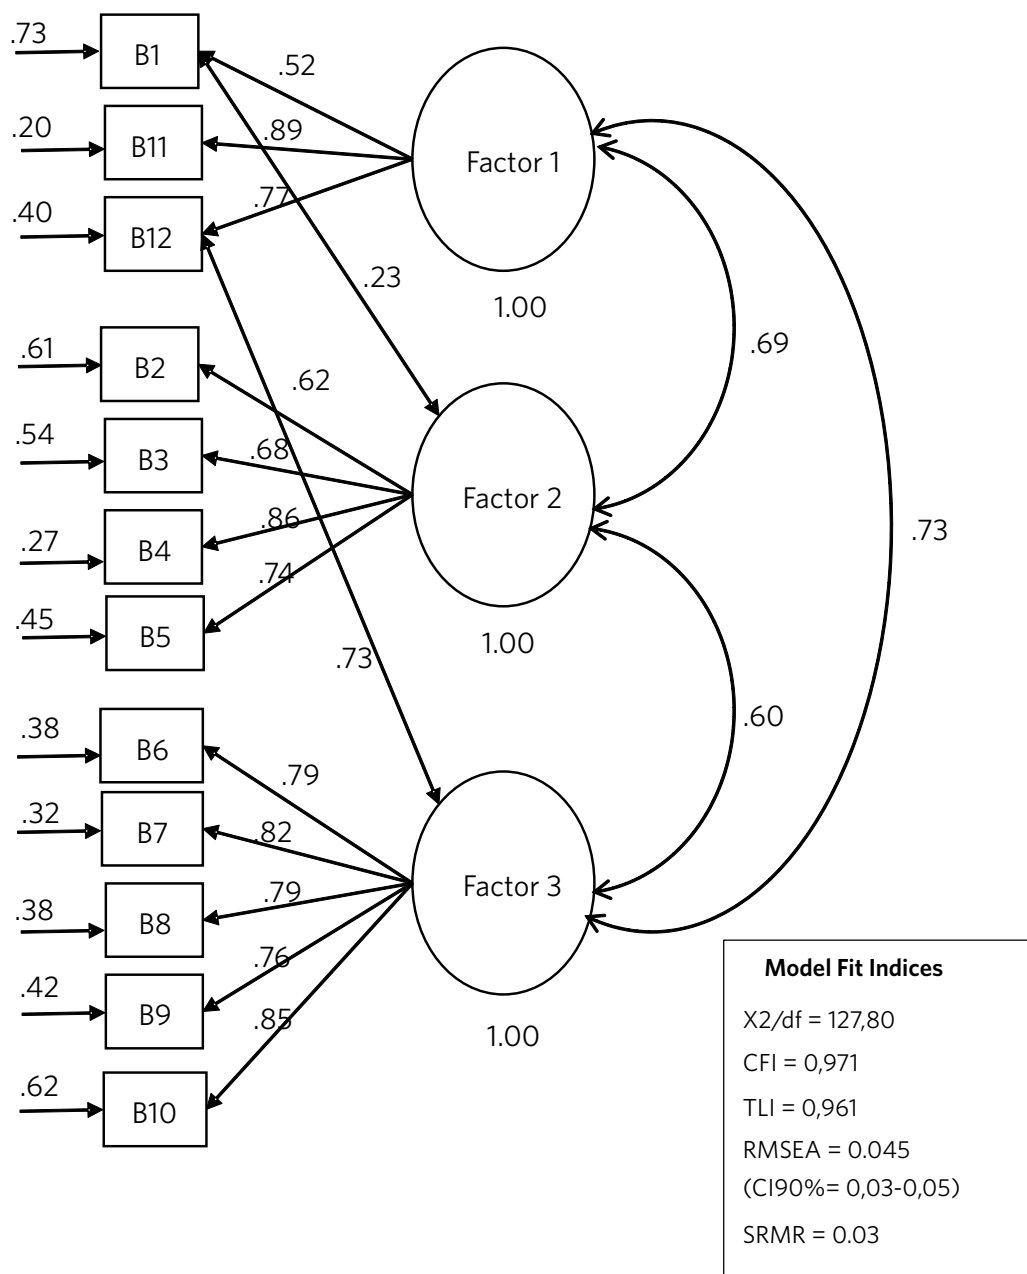 .73
B1
.52
.20
B11
.89
Factor 1
.40
B12
.77
.23
1.00
.69
.61
B2
.62
.54
B3
.68
Factor 2
.27
B4
.86
.73
.45
B5
.74
1.00
.73
.38
B6
.79
.60
.32
B7
.82
.38
B8
.79
Factor 3
.42
B9
.76
1.00
.62
B10
.85
Model Fit Indices
X2/df = 127,80
CFI = 0,971
TLI = 0,961
RMSEA = 0.045
(CI90%= 0,03-0,05)
SRMR = 0.03